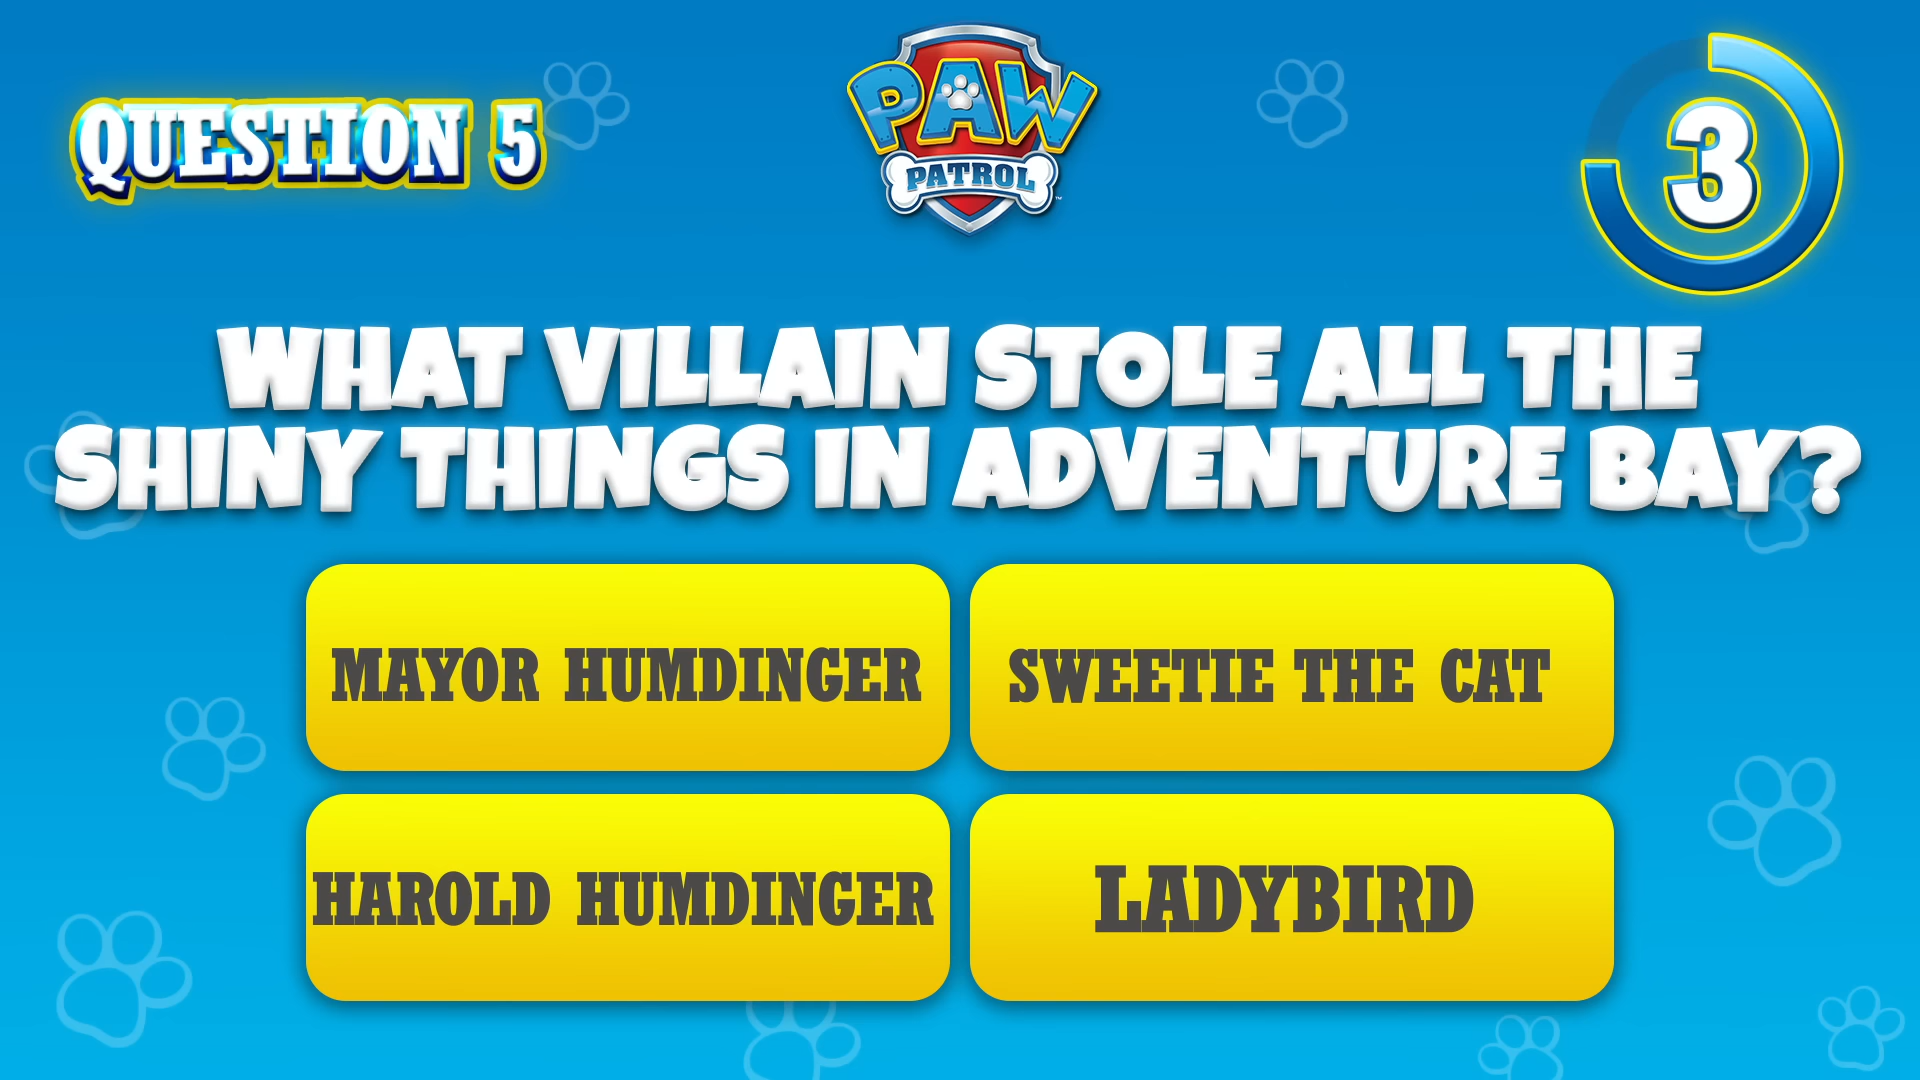 QUESTION 5
PAW
PATROL
™
3
WHAT VILLAIN STOLE ALL THE
SHINY THINGS IN ADVENTURE BAY?
MAYOR HUMDINGER
SWEETIE THE CAT
HAROLD HUMDINGER
LADYBIRD